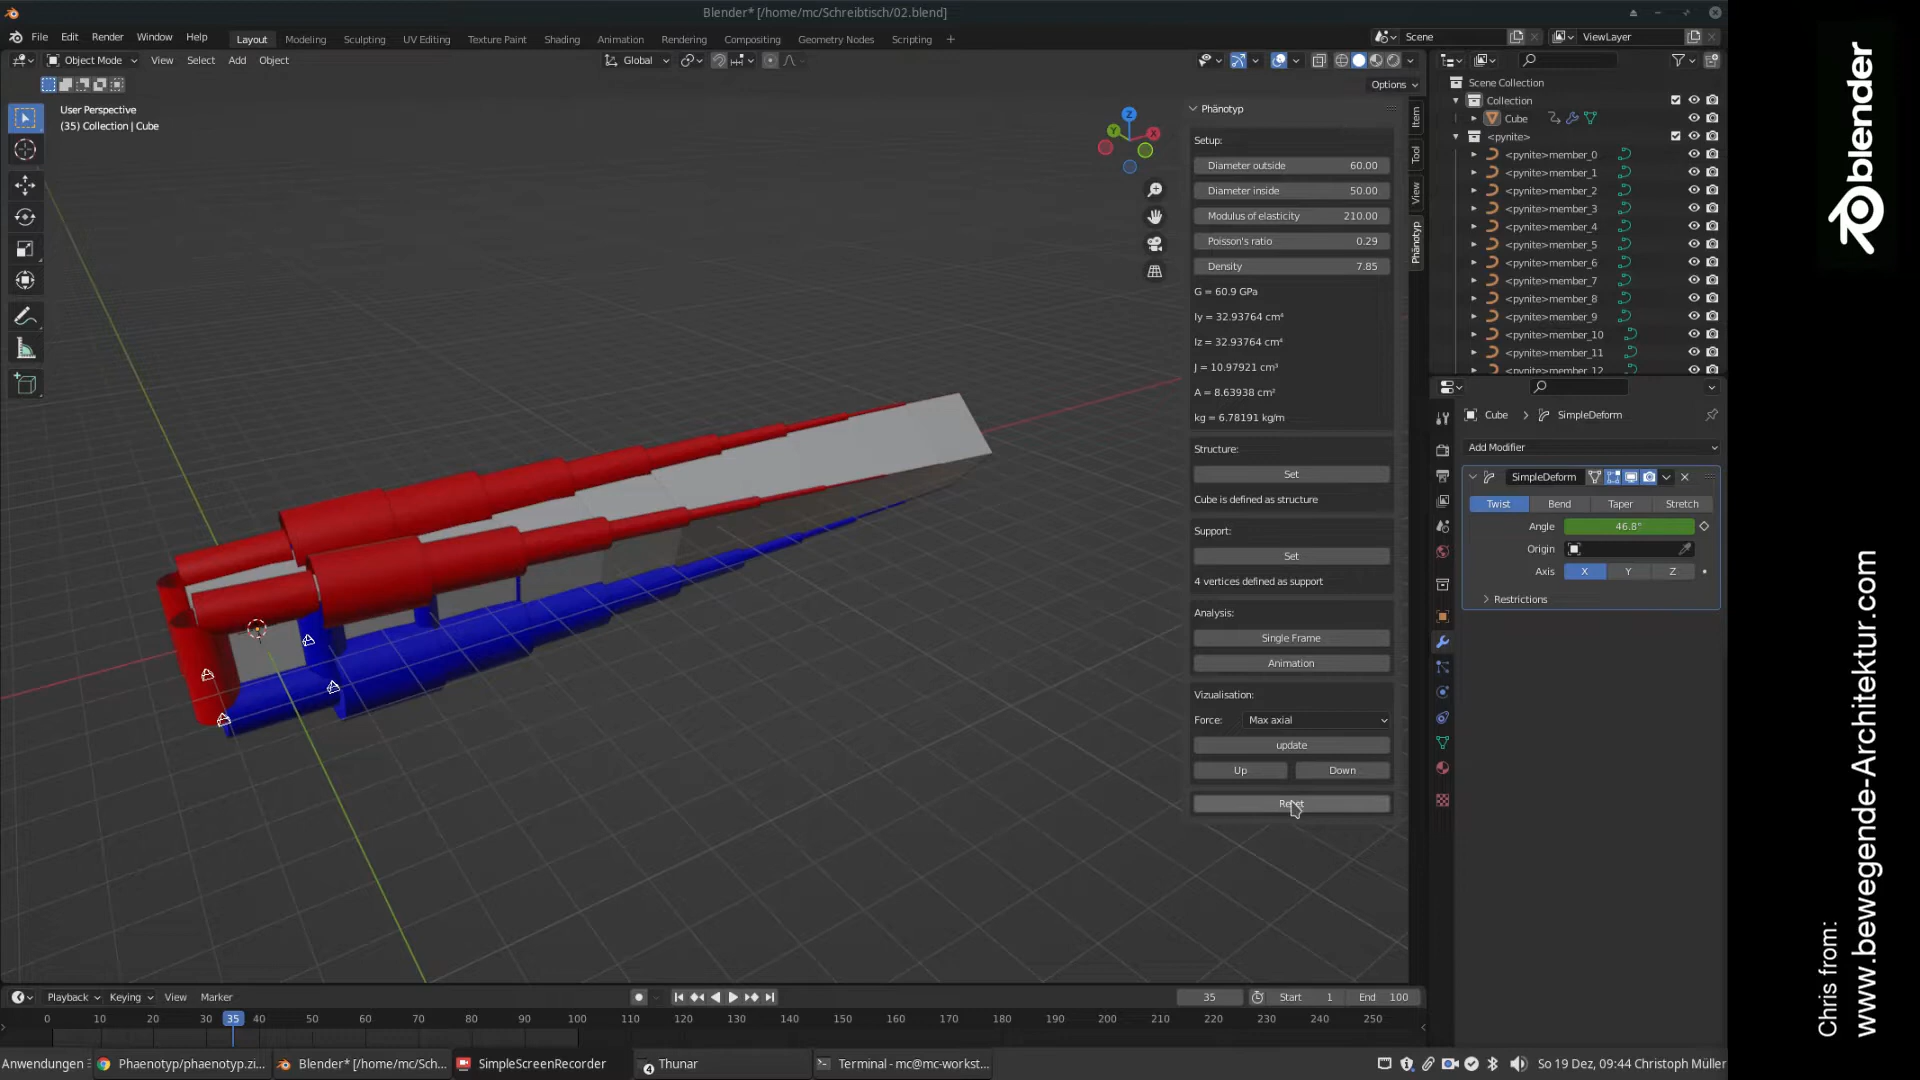 Blender* [/home/mc/Schreibtisch/02.blend]
File Edit Render Window Help
Layout Modeling Sculpting UV Editing Texture Paint Shading Animation Rendering Compositing Geometry Nodes Scripting +
Scene
ViewLayer
Object Mode View Select Add Object
Global
Options
User Perspective
(35) Collection | Cube
Z
Y
X
Item
Tool
View
Phänotyp
Phänotyp
Setup:
Diameter outside 60.00
Diameter inside 50.00
Modulus of elasticity 210.00
Poisson's ratio 0.29
Density 7.85
G = 60.9 GPa
Iy = 32.93764 cm⁴
Iz = 32.93764 cm⁴
J = 10.97921 cm³
A = 8.63938 cm²
kg = 6.78191 kg/m
Structure:
Set
Cube is defined as structure
Support:
Set
4 vertices defined as support
Analysis:
Single Frame
Animation
Vizualisation:
Force: Max axial
update
Up Down
Reset
Scene Collection
Collection
Cube
<pynite>
<pynite>member_0
<pynite>member_1
<pynite>member_2
<pynite>member_3
<pynite>member_4
<pynite>member_5
<pynite>member_6
<pynite>member_7
<pynite>member_8
<pynite>member_9
<pynite>member_10
<pynite>member_11
<pynite>member_12
Cube > SimpleDeform
Add Modifier
SimpleDeform
Twist Bend Taper Stretch
Angle 46.8°
Origin
Axis X Y Z
Restrictions
Playback Keying View Marker
35 Start 1 End 100
0 10 20 30 35 40 50 60 70 80 90 100 110 120 130 140 150 160 170 180 190 200 210 220 230 240 250
Anwendungen
Phaenotyp/phaenotyp.zi...
Blender* [/home/mc/Sch...
SimpleScreenRecorder
4 Thunar
Terminal - mc@mc-workst...
So 19 Dez, 09:44 Christoph Müller
blender
Chris from:
www.bewegende-Architektur.com